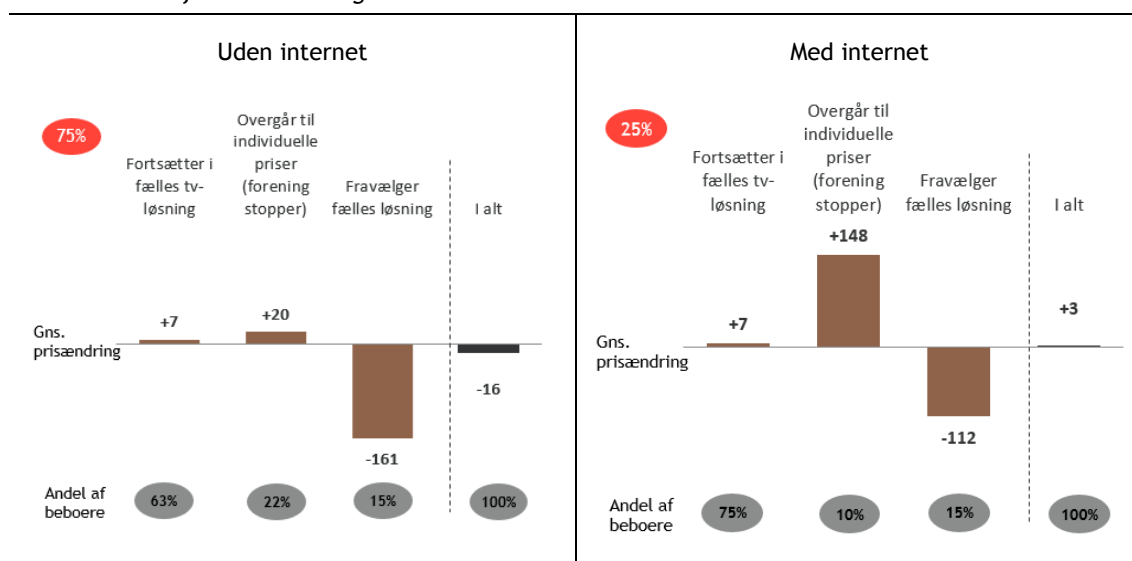 Uden internet
75%
Fortsætter i
fælles tv-
løsning
Overgår til
individuelle
priser
(forening
stopper)
Fravælger
fælles løsning
I alt
+7
+20
-161
-16
Gns.
prisændring
Andel af
beboere
63%
22%
15%
100%
Med internet
25%
Fortsætter i
fælles tv-
løsning
Overgår til
individuelle
priser
(forening
stopper)
Fravælger
fælles løsning
I alt
+7
+148
-112
+3
Gns.
prisændring
Andel af
beboere
75%
10%
15%
100%